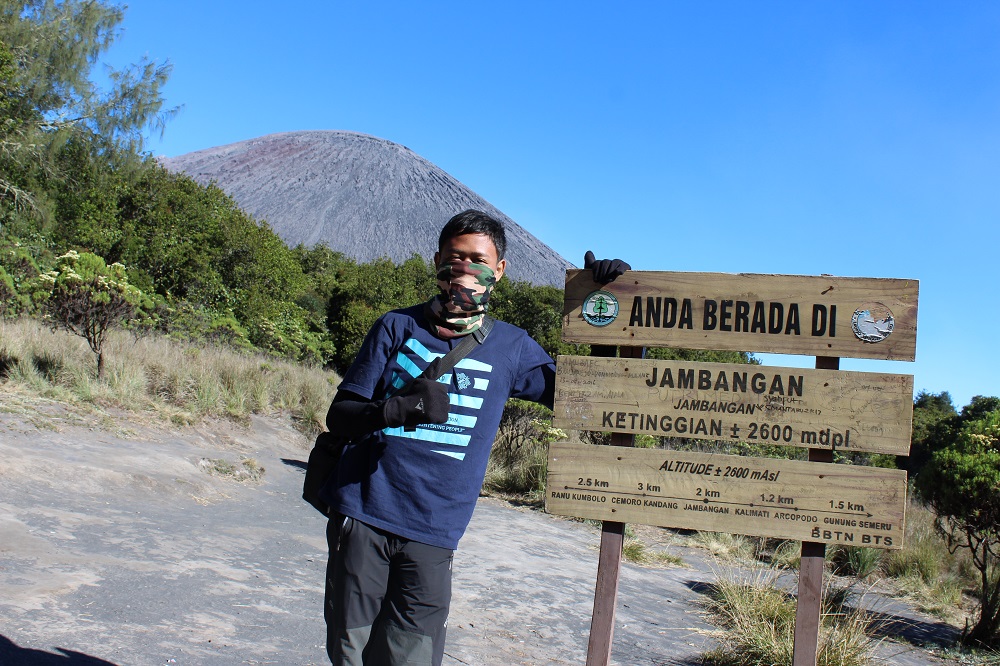 ANDA BERADA DI
JAMBANGAN
JAMBANGAN
KETINGGIAN ± 2600 mdpl
ALTITUDE ± 2600 mAsl
2.5 km 3 km 2 km 1.2 km 1.5 km
RANU KUMBOLO CEMORO KANDANG JAMBANGAN KALIMATI ARCOPODO GUNUNG SEMERU
BBTN BTS